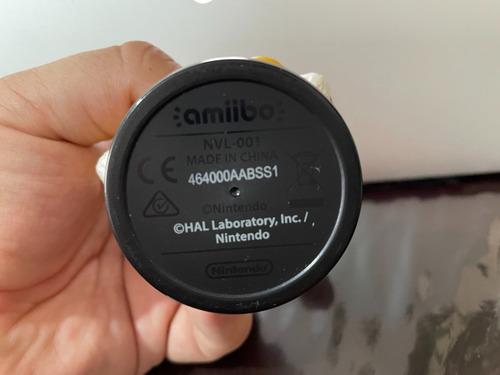 amiibo
NVL-001
MADE IN CHINA
CE
464000AABSS1
©Nintendo
©HAL Laboratory, Inc. /
Nintendo
Nintendo